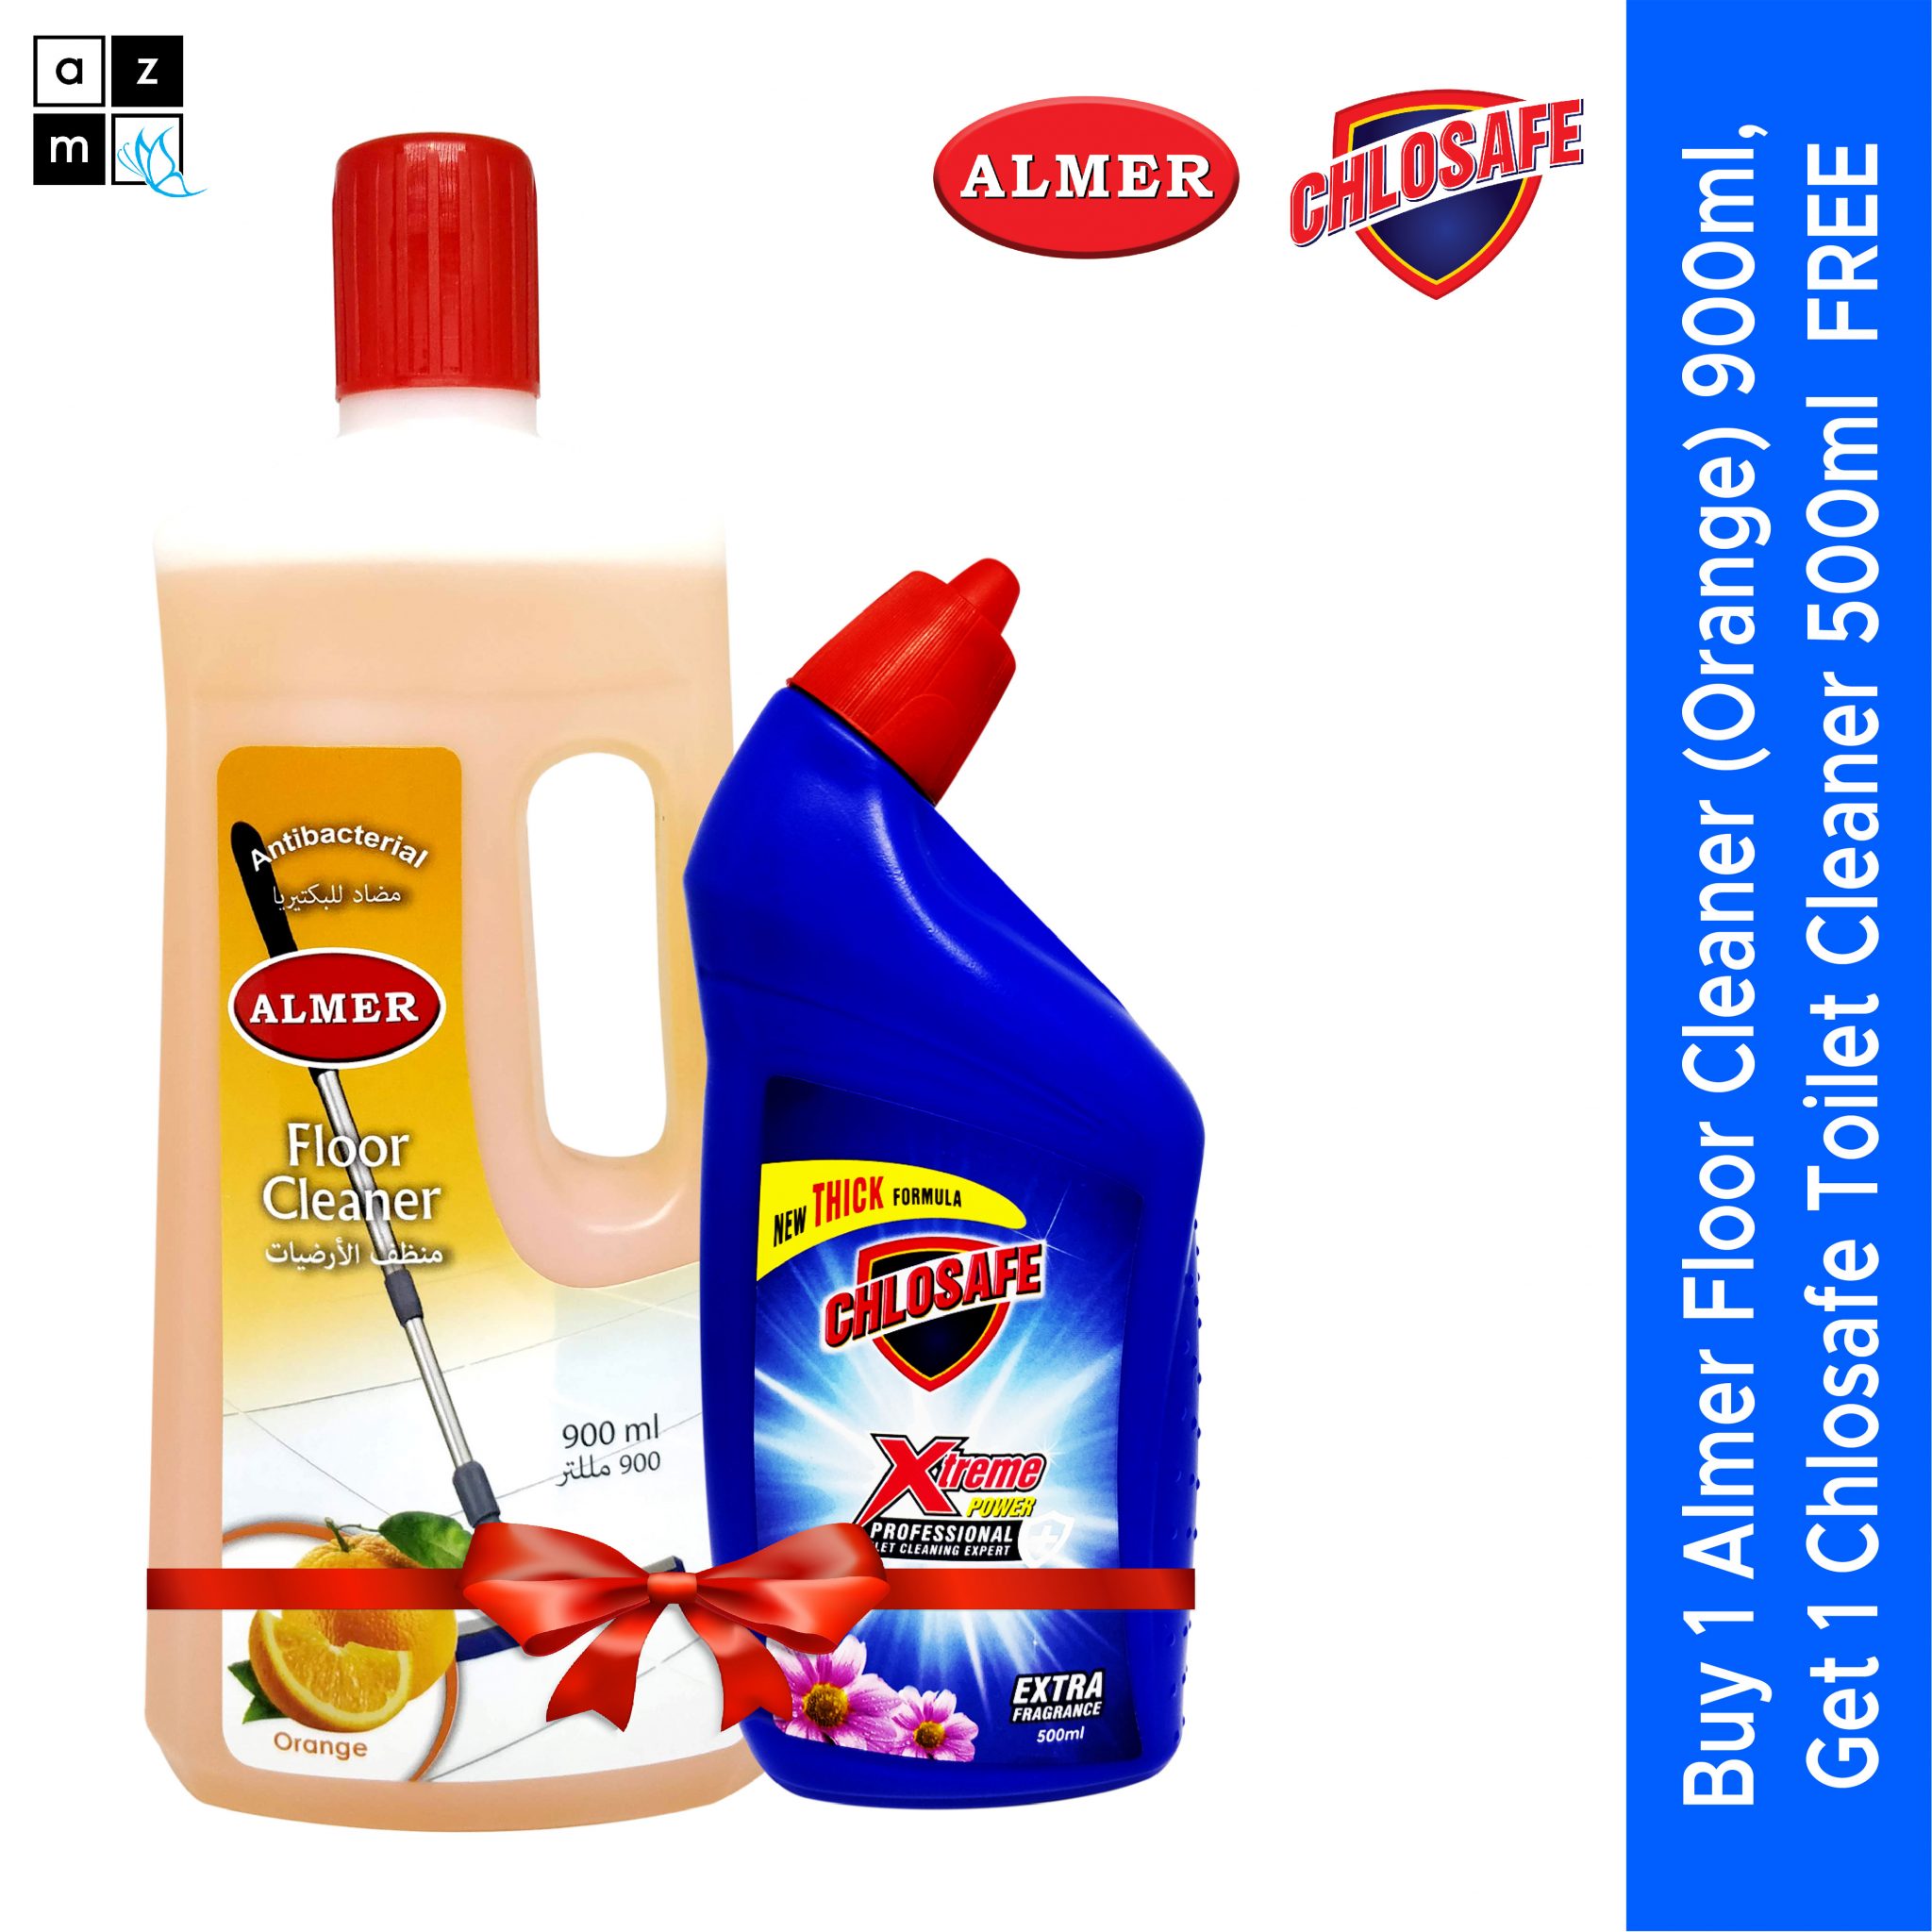 a z
m
ALMER
CHLOSAFE
Antibacterial
مضاد للبكتيريا
ALMER
Floor
Cleaner
منظف الأرضيات
900 ml
900 مللتر
Orange
NEW THICK FORMULA
CHLOSAFE
Xtreme
POWER
PROFESSIONAL
CLEANING EXPERT
EXTRA
FRAGRANCE
500ml
Buy 1 Almer Floor Cleaner (Orange) 900ml,
Get 1 Chlosafe Toilet Cleaner 500ml FREE